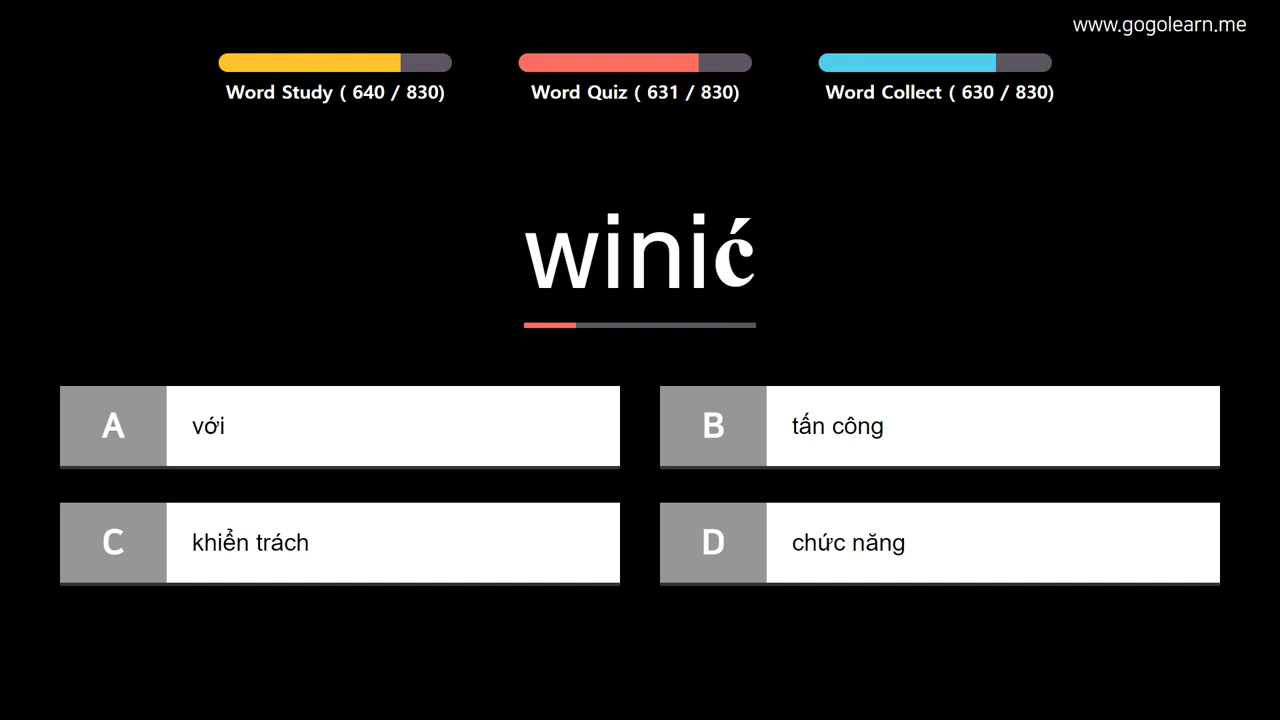 www.gogolearn.me
Word Study ( 640 / 830)
Word Quiz ( 631 / 830)
Word Collect ( 630 / 830)
winić
A
với
B
tấn công
C
khiển trách
D
chức năng